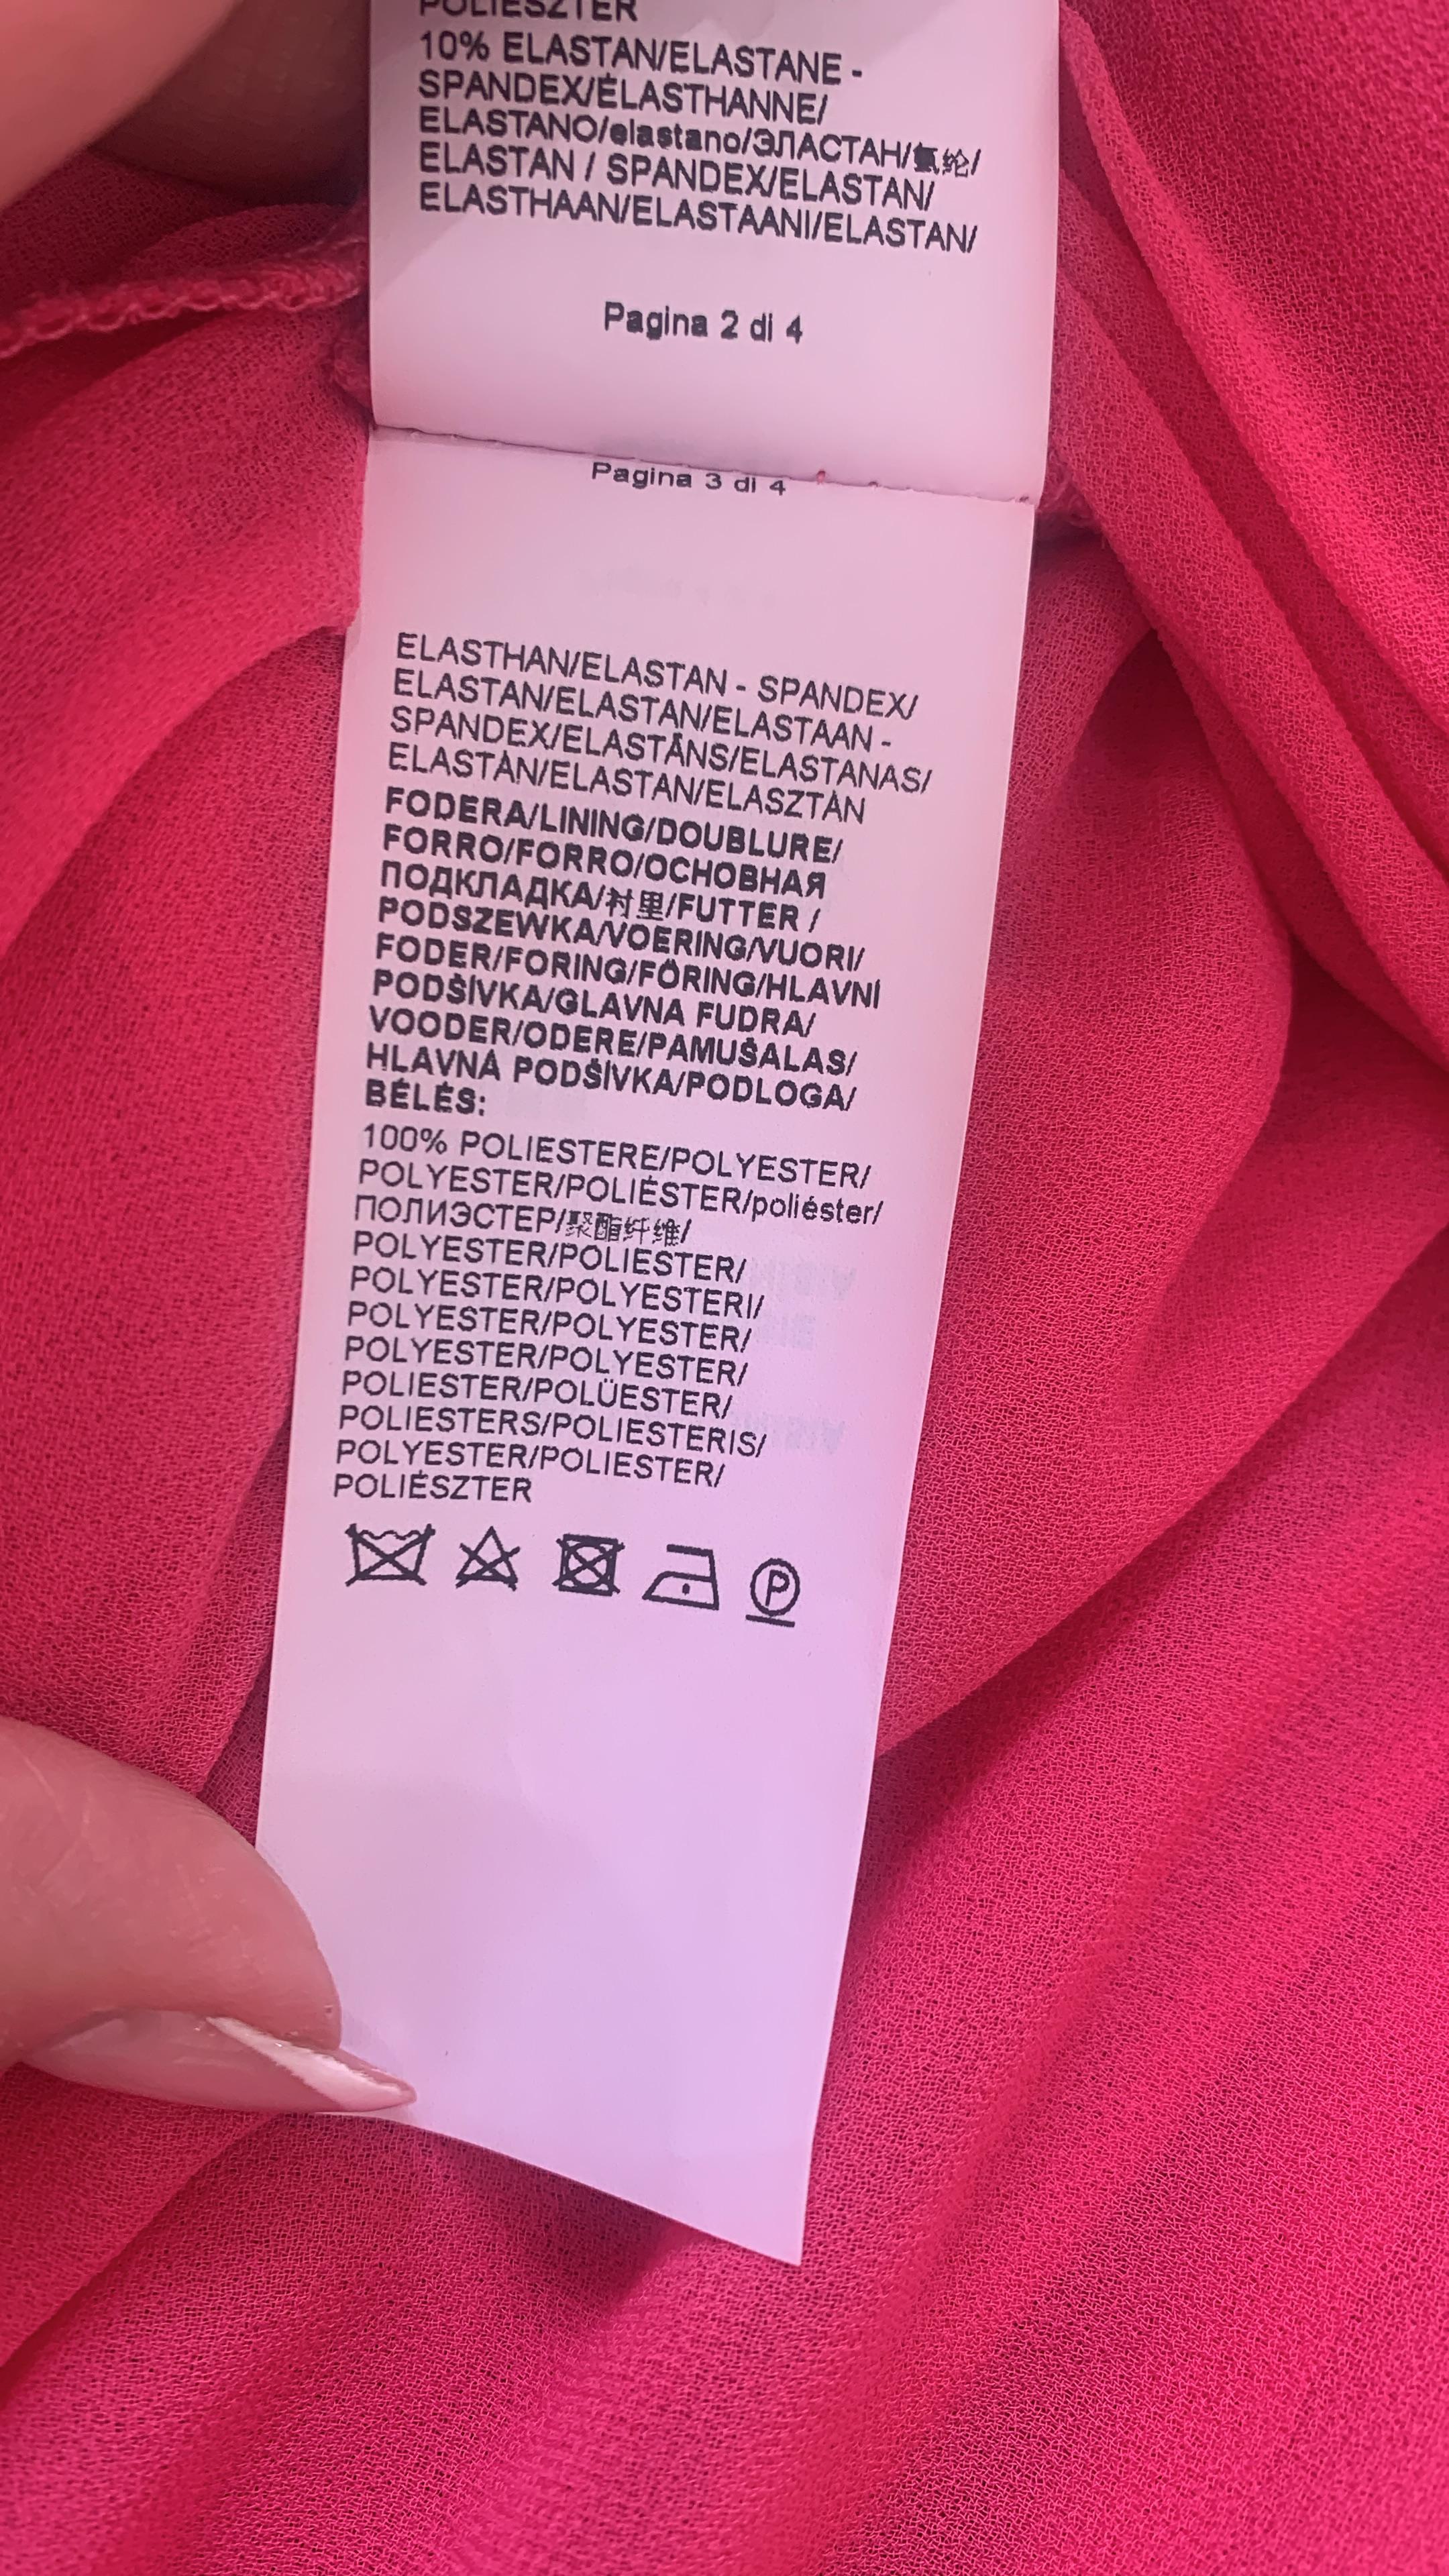 POLIESZTER
10% ELASTAN/ELASTANE -
SPANDEX/ÉLASTHANNE/
ELASTANO/elastano/ЭЛАСТАН/氨纶/
ELASTAN / SPANDEX/ELASTAN/
ELASTHAAN/ELASTAANI/ELASTAN/
Pagina 2 di 4
Pagina 3 di 4
ELASTHAN/ELASTAN - SPANDEX/
ELASTAN/ELASTAN/ELASTAAN -
SPANDEX/ELASTĀNS/ELASTANAS/
ELASTÁN/ELASTAN/ELASZTÁN
FODERA/LINING/DOUBLURE/
FORRO/FORRO/ОСНОВНАЯ
ПОДКЛАДКА/衬里/FUTTER /
PODSZEWKA/VOERING/VUORI/
FODER/FORING/FÖRING/HLAVNÍ
PODŠÍVKA/GLAVNA FUDRA/
VOODER/ODERE/PAMUŠALAS/
HLAVNÁ PODŠÍVKA/PODLOGA/
BÉLÉS:
100% POLIESTERE/POLYESTER/
POLYESTER/POLIÉSTER/poliéster/
ПОЛИЭСТЕР/聚酯纤维/
POLYESTER/POLIESTER/
POLYESTER/POLYESTERI/
POLYESTER/POLYESTER/
POLYESTER/POLYESTER/
POLIESTER/POLÜESTER/
POLIESTERS/POLIESTERIS/
POLYESTER/POLIESTER/
POLIÉSZTER
P